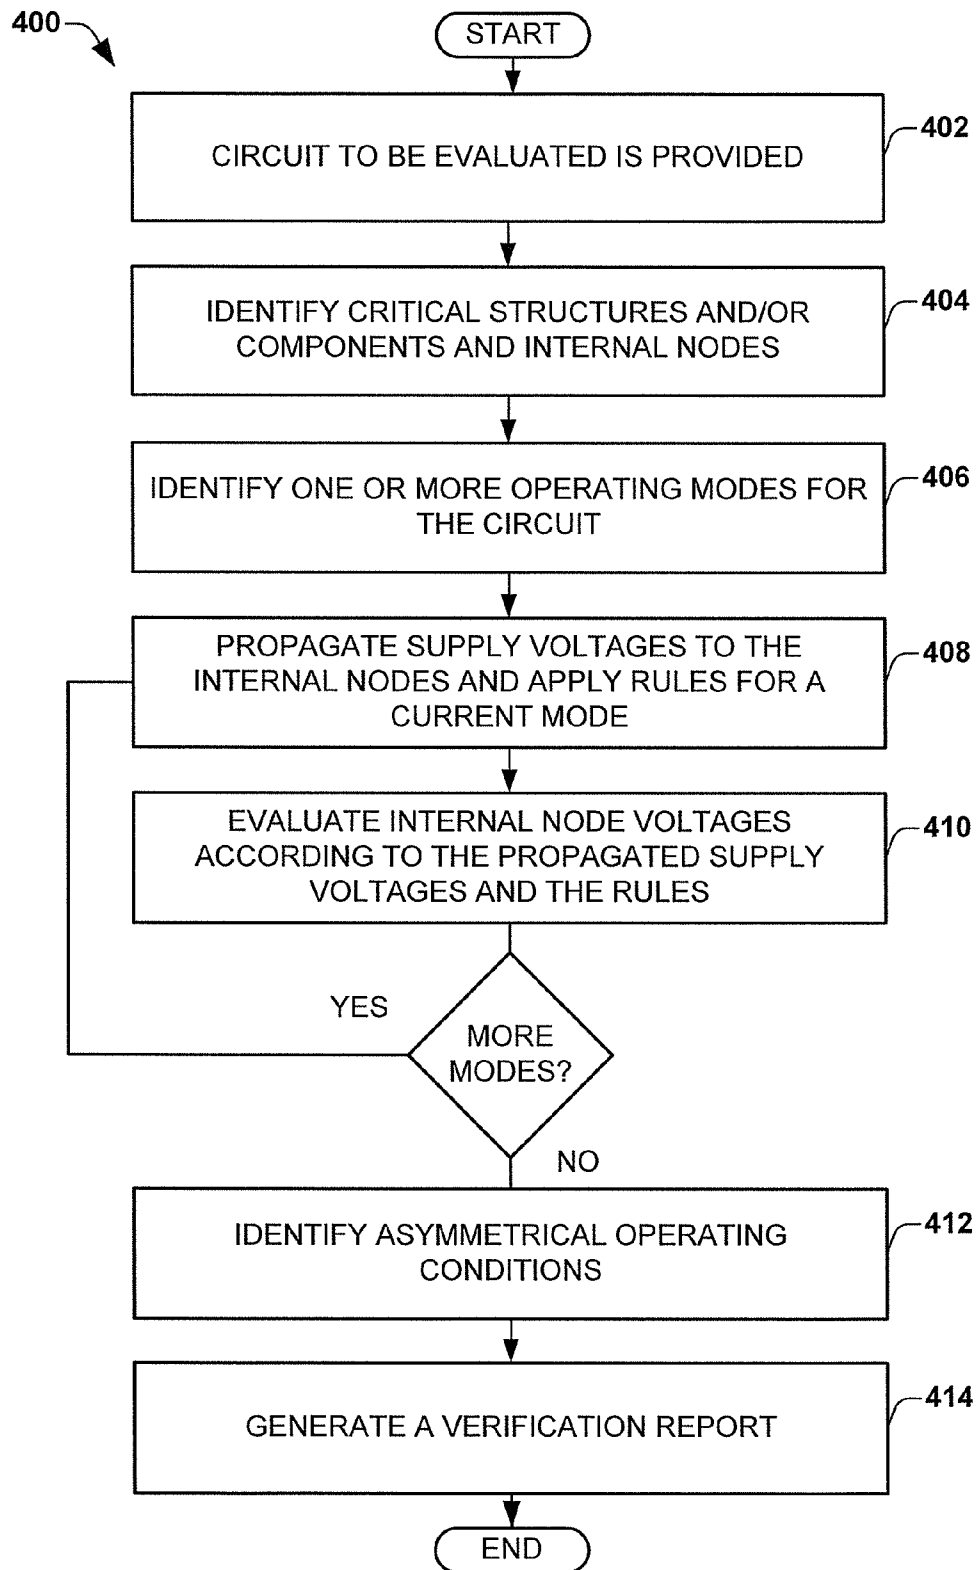 400
START
CIRCUIT TO BE EVALUATED IS PROVIDED
402
IDENTIFY CRITICAL STRUCTURES AND/OR
COMPONENTS AND INTERNAL NODES
404
IDENTIFY ONE OR MORE OPERATING MODES FOR
THE CIRCUIT
406
PROPAGATE SUPPLY VOLTAGES TO THE
INTERNAL NODES AND APPLY RULES FOR A
CURRENT MODE
408
EVALUATE INTERNAL NODE VOLTAGES
ACCORDING TO THE PROPAGATED SUPPLY
VOLTAGES AND THE RULES
410
YES
MORE
MODES?
NO
IDENTIFY ASYMMETRICAL OPERATING
CONDITIONS
412
GENERATE A VERIFICATION REPORT
414
END